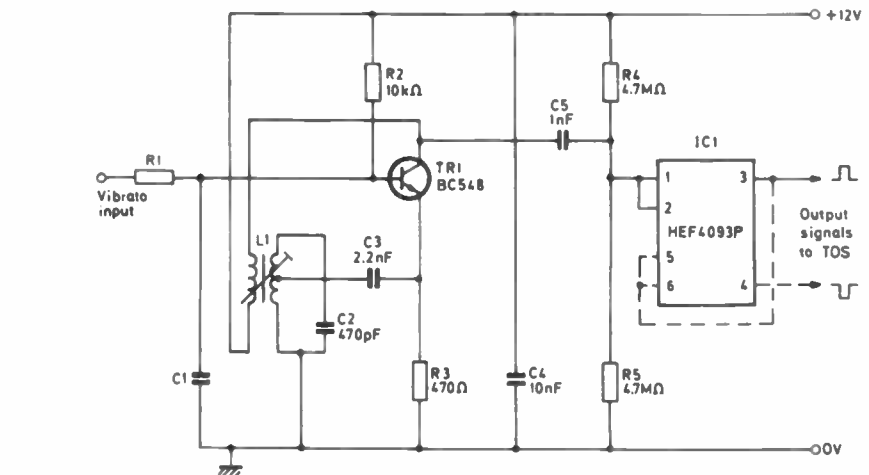 +12V
R2
10kΩ
R4
4.7MΩ
C5
1nF
IC1
R1
TR1
BC548
1
3
Vibrato
input
2
HEF4093P
Output
signals
to TOS
L1
C3
2.2nF
5
6
4
C2
470pF
C1
R3
470Ω
C4
10nF
R5
4.7MΩ
0V